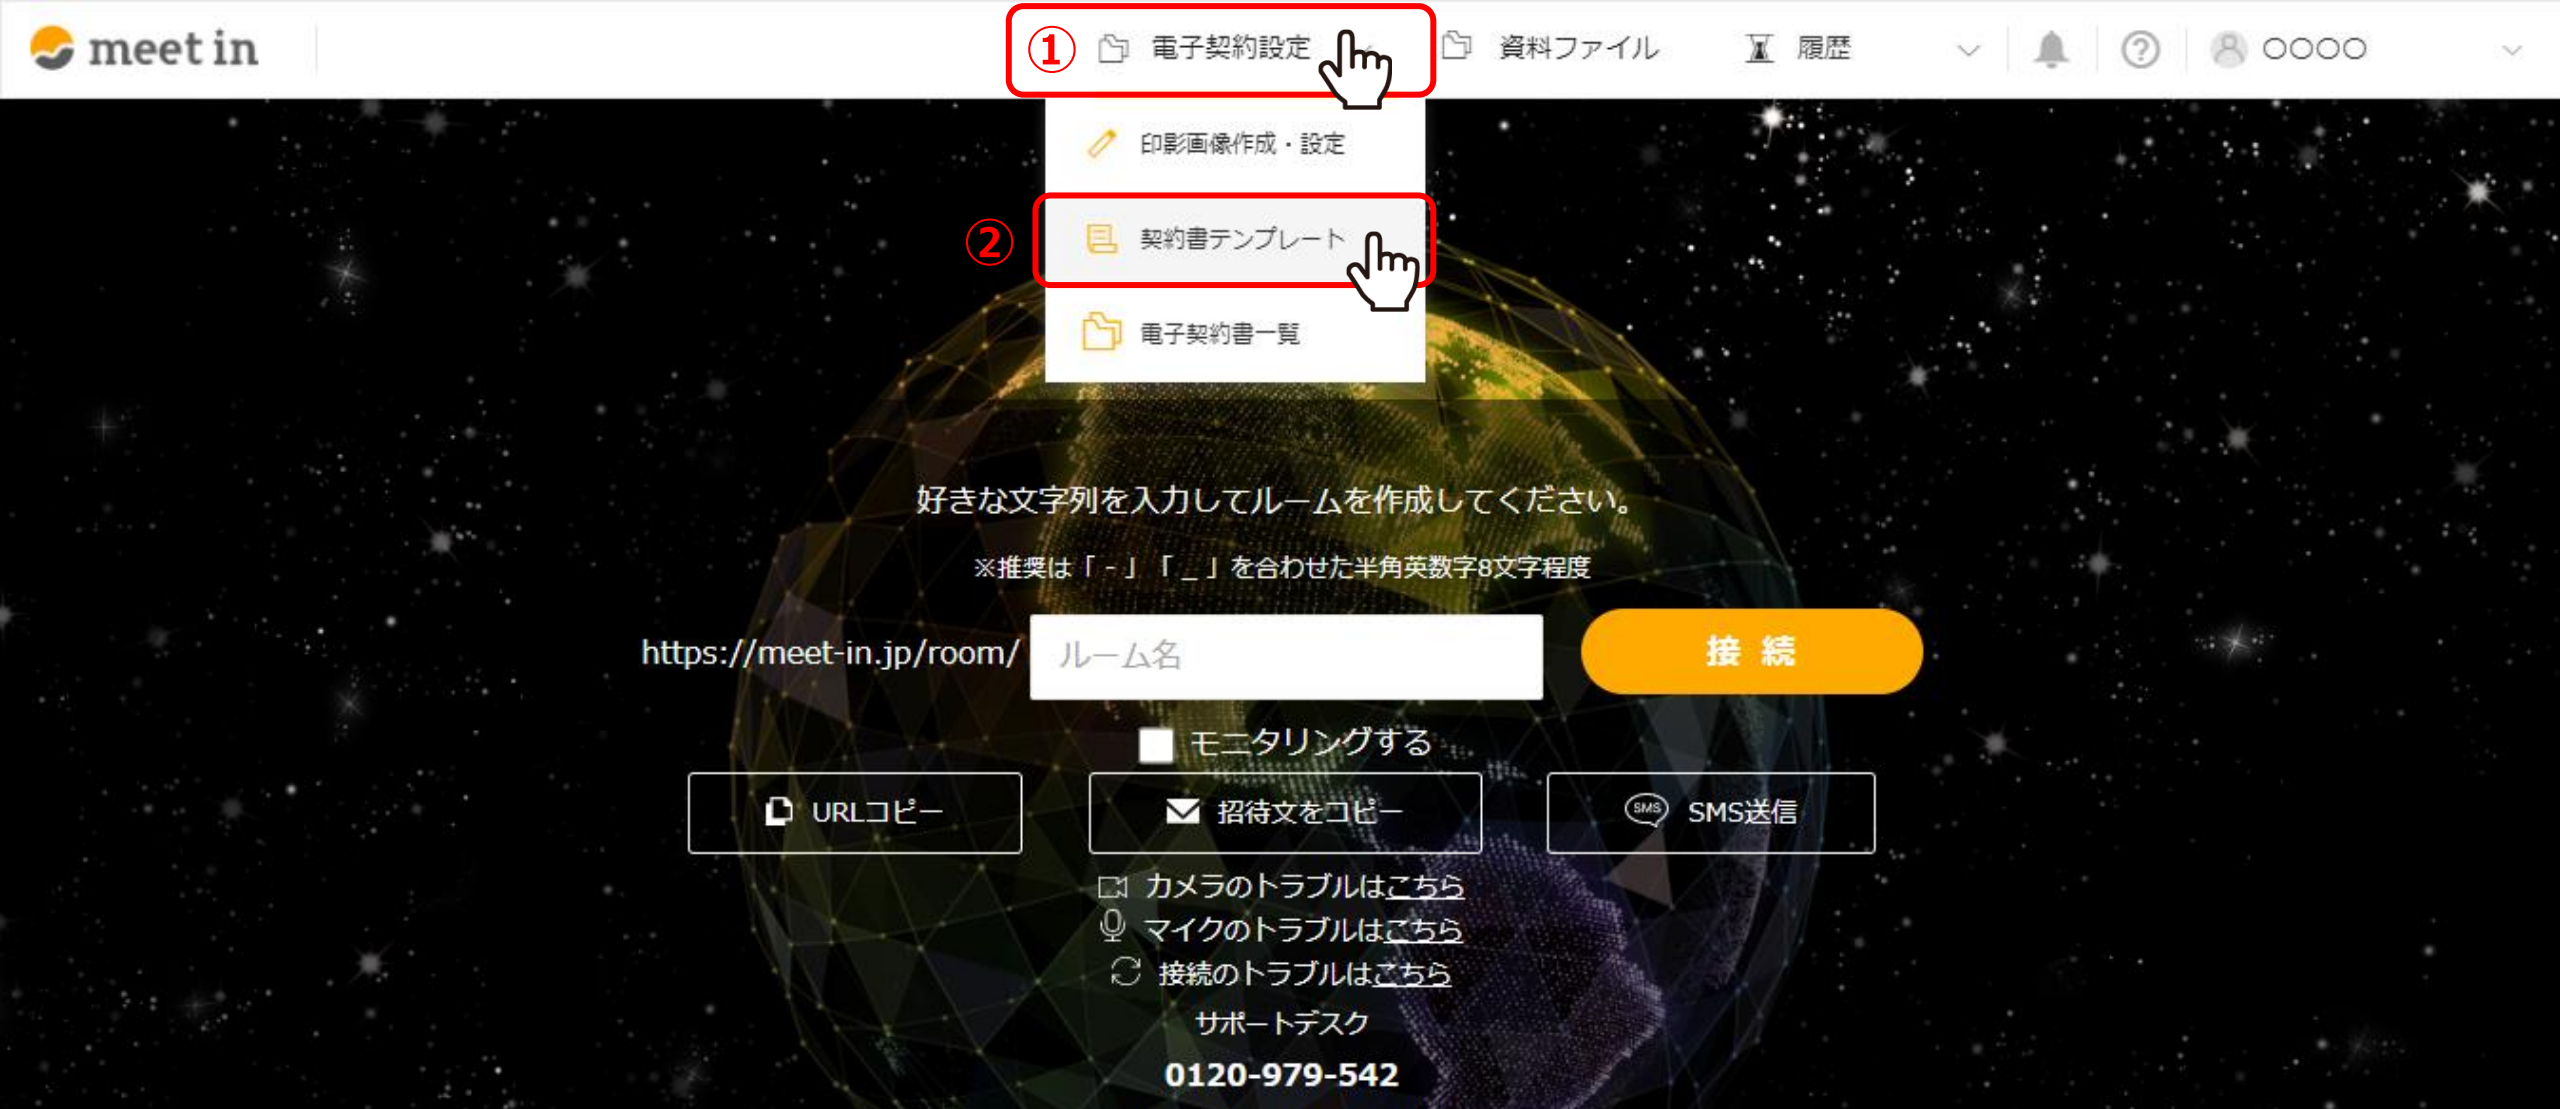 meet in
① 電子契約設定
資料ファイル
履歴
〇〇〇〇
印影画像作成・設定
② 契約書テンプレート
電子契約書一覧
好きな文字列を入力してルームを作成してください。
※推奨は「 - 」「 _ 」を合わせた半角英数字8文字程度
https://meet-in.jp/room/ ルーム名 接 続
モニタリングする
URLコピー
招待文をコピー
SMS SMS送信
カメラのトラブルはこちら
マイクのトラブルはこちら
接続のトラブルはこちら
サポートデスク
0120-979-542